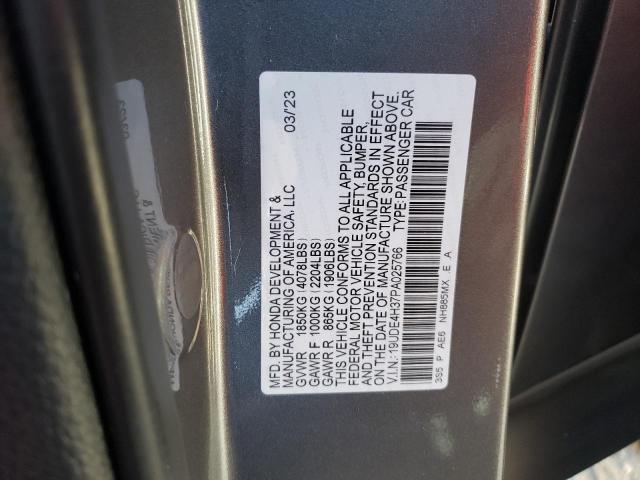 MFD. BY HONDA DEVELOPMENT &
MANUFACTURING OF AMERICA, LLC 03/23
GVWR 1850KG(4078LBS)
GAWR F 1000KG(2204LBS)
GAWR R 865KG(1906LBS)
THIS VEHICLE CONFORMS TO ALL APPLICABLE
FEDERAL MOTOR VEHICLE SAFETY, BUMPER,
AND THEFT PREVENTION STANDARDS IN EFFECT
ON THE DATE OF MANUFACTURE SHOWN ABOVE.
V.I.N.:19UDE4H37PA025766 TYPE:PASSENGER CAR
3S5 P AE6 NH885MX E A